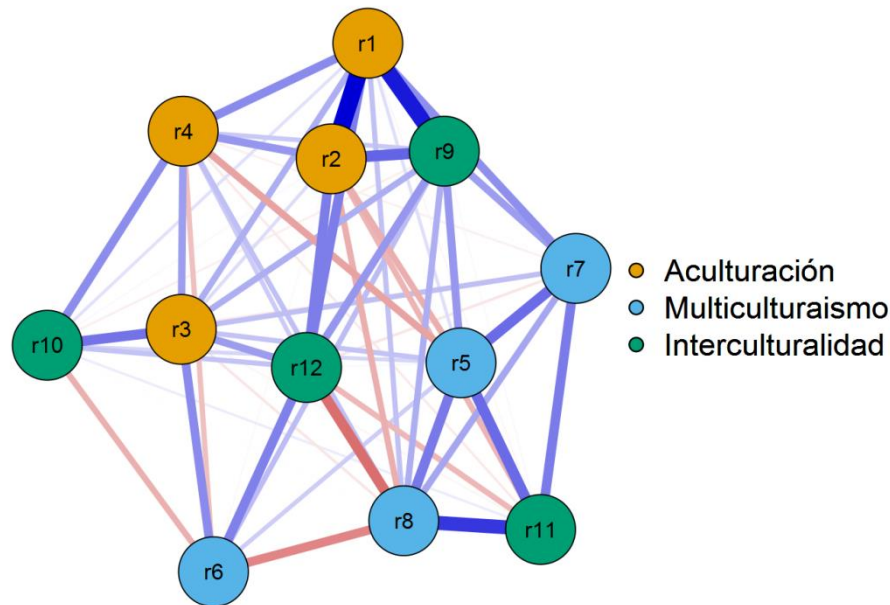 r1
r4
r2
r9
r7
Aculturación
Multiculturaismo
Interculturalidad
r10
r3
r12
r5
r8
r11
r6